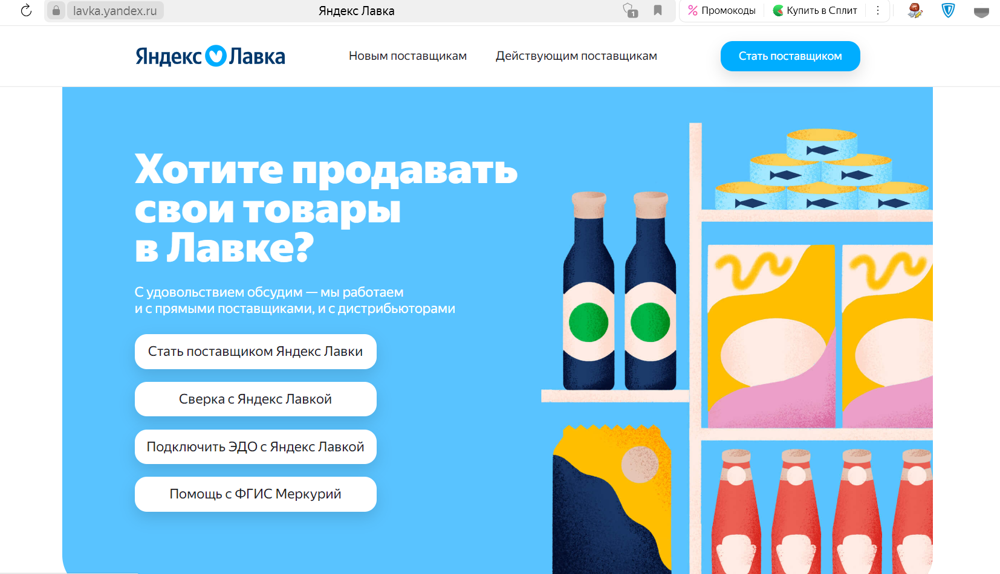 lavka.yandex.ru
Яндекс Лавка
1
Промокоды
Купить в Сплит
Яндекс Лавка
Новым поставщикам
Действующим поставщикам
Стать поставщиком
Хотите продавать
свои товары
в Лавке?
С удовольствием обсудим — мы работаем
и с прямыми поставщиками, и с дистрибьюторами
Стать поставщиком Яндекс Лавки
Сверка с Яндекс Лавкой
Подключить ЭДО с Яндекс Лавкой
Помощь с ФГИС Меркурий